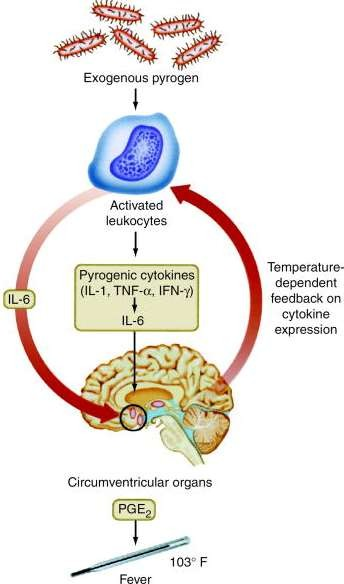 Exogenous pyrogen
Activated
leukocytes
Pyrogenic cytokines
(IL-1, TNF-α, IFN-γ)
IL-6
IL-6
Temperature-
dependent
feedback on
cytokine
expression
Circumventricular organs
PGE₂
103° F
Fever